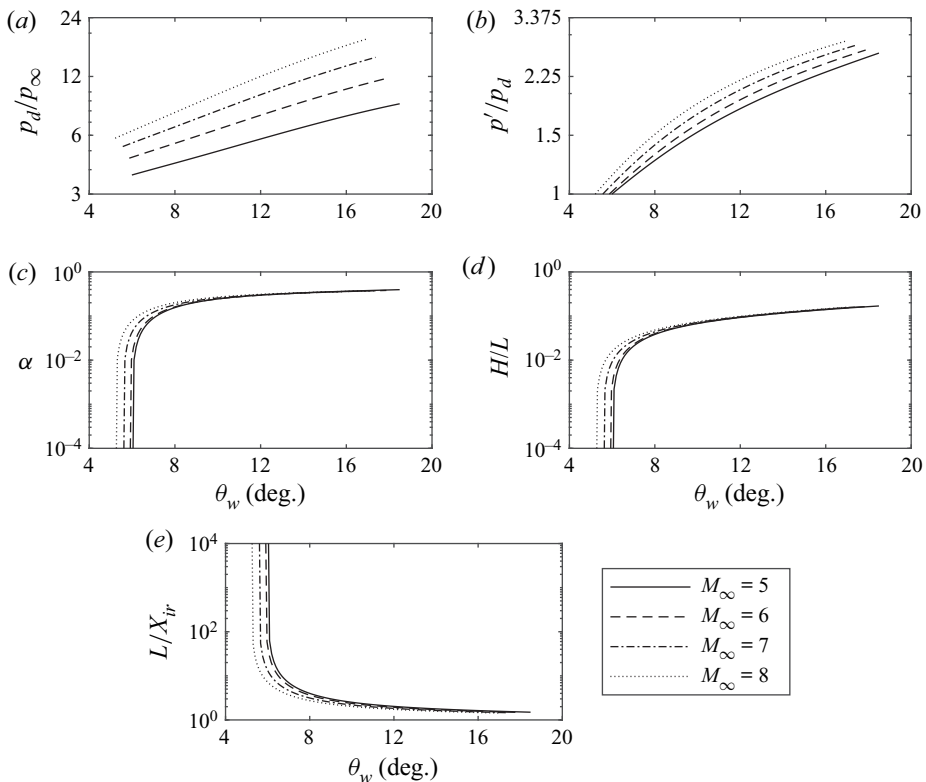 (a)
24
12
6
3
p_d/p_∞
4 8 12 16 20
(b)
3.375
2.25
1.5
1
p′/p_d
4 8 12 16 20
(c)
10^0
10^−2
10^−4
α
4 8 12 16 20
θ_w (deg.)
(d)
10^0
10^−2
10^−4
H/L
4 8 12 16 20
θ_w (deg.)
(e)
10^4
10^2
10^0
L/X_ir
4 8 12 16 20
θ_w (deg.)
M_∞ = 5
M_∞ = 6
M_∞ = 7
M_∞ = 8